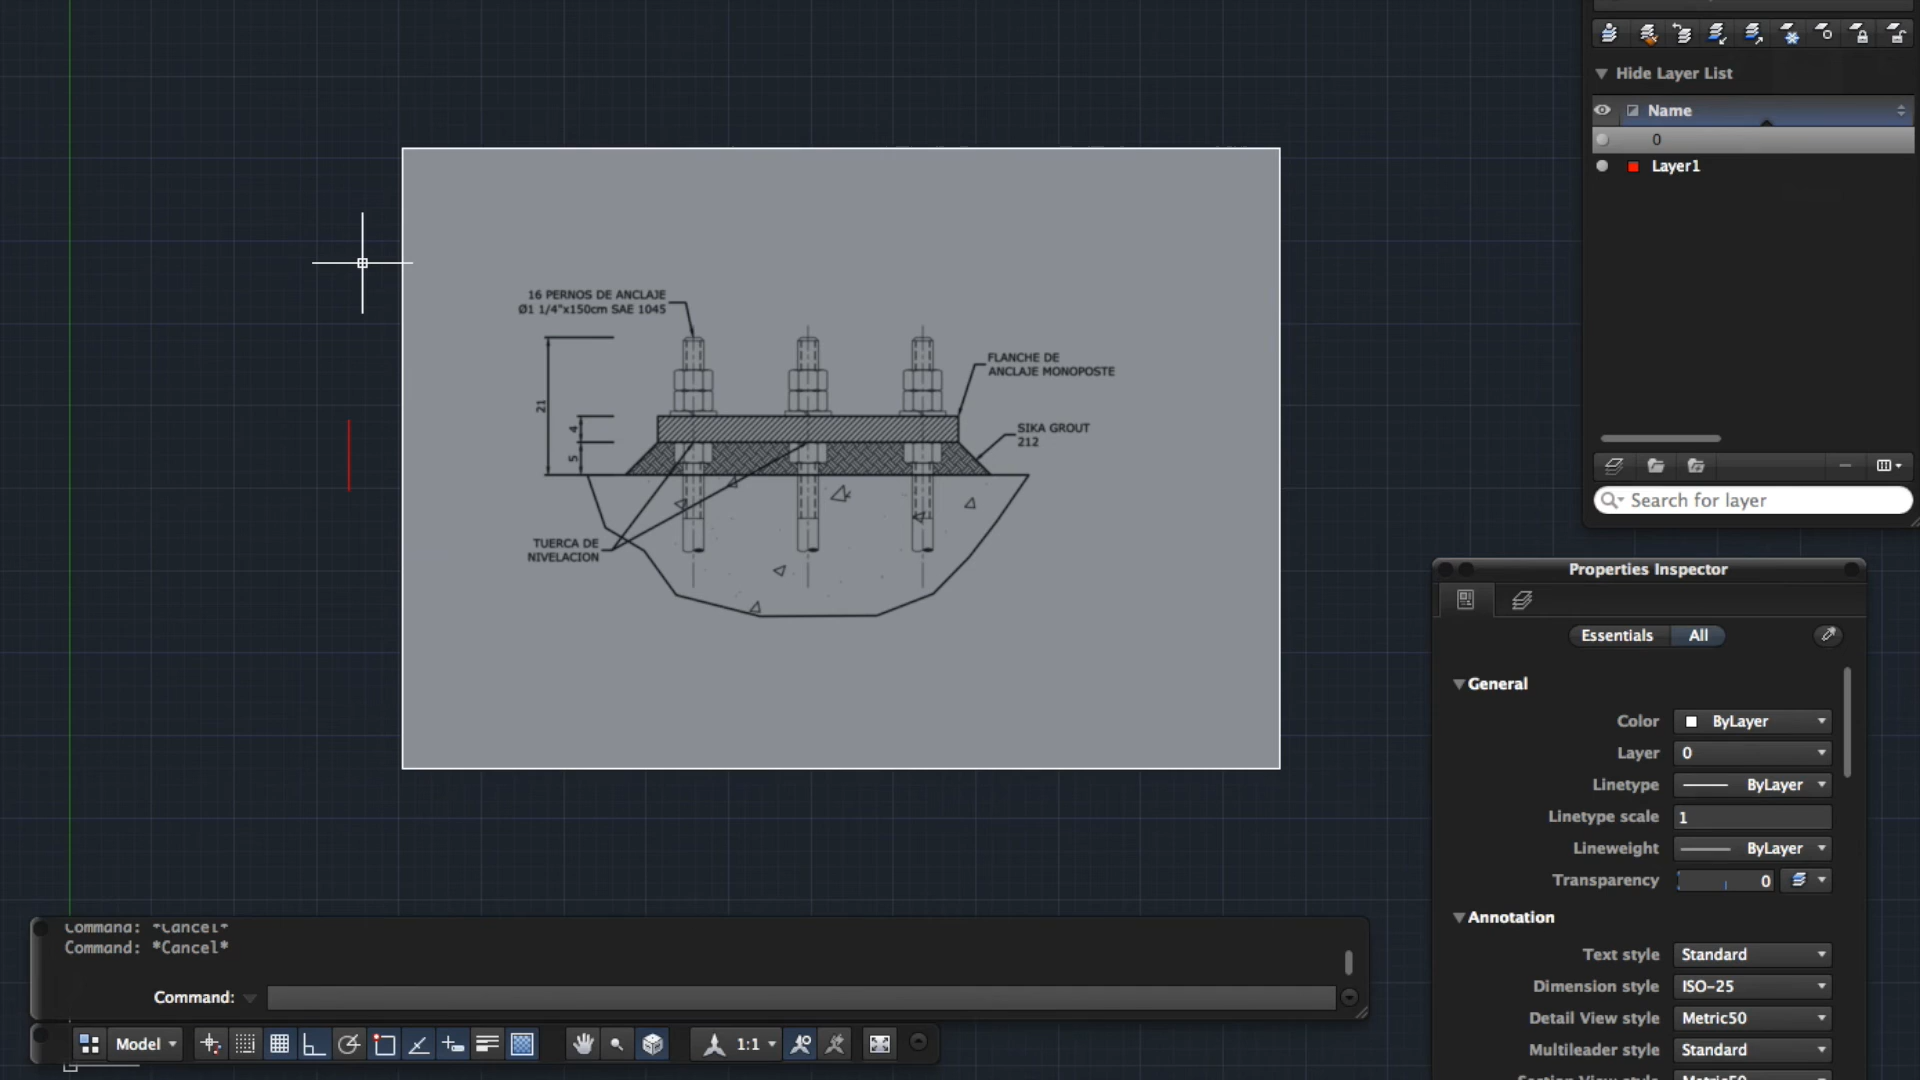 Hide Layer List
Name
0
Layer1
Search for layer
16 PERNOS DE ANCLAJE
Ø1 1/4"x150cm SAE 1045
FLANCHE DE
ANCLAJE MONOPOSTE
SIKA GROUT
212
21
4
5
TUERCA DE
NIVELACION
Properties Inspector
Essentials
All
General
Color ByLayer
Layer 0
Linetype ByLayer
Linetype scale 1
Lineweight ByLayer
Transparency 0
Annotation
Text style Standard
Dimension style ISO-25
Detail View style Metric50
Multileader style Standard
Command: *Cancel*
Command: *Cancel*
Command:
Model
1:1